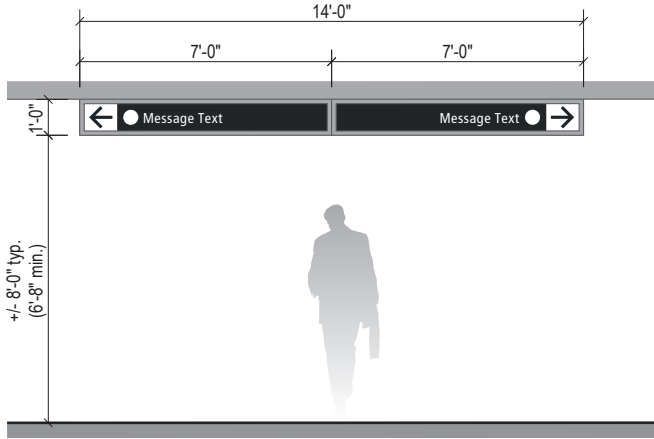 14'-0"
7'-0"
7'-0"
1'-0"
Message Text
Message Text
+/- 8'-0" typ.
(6'-8" min.)